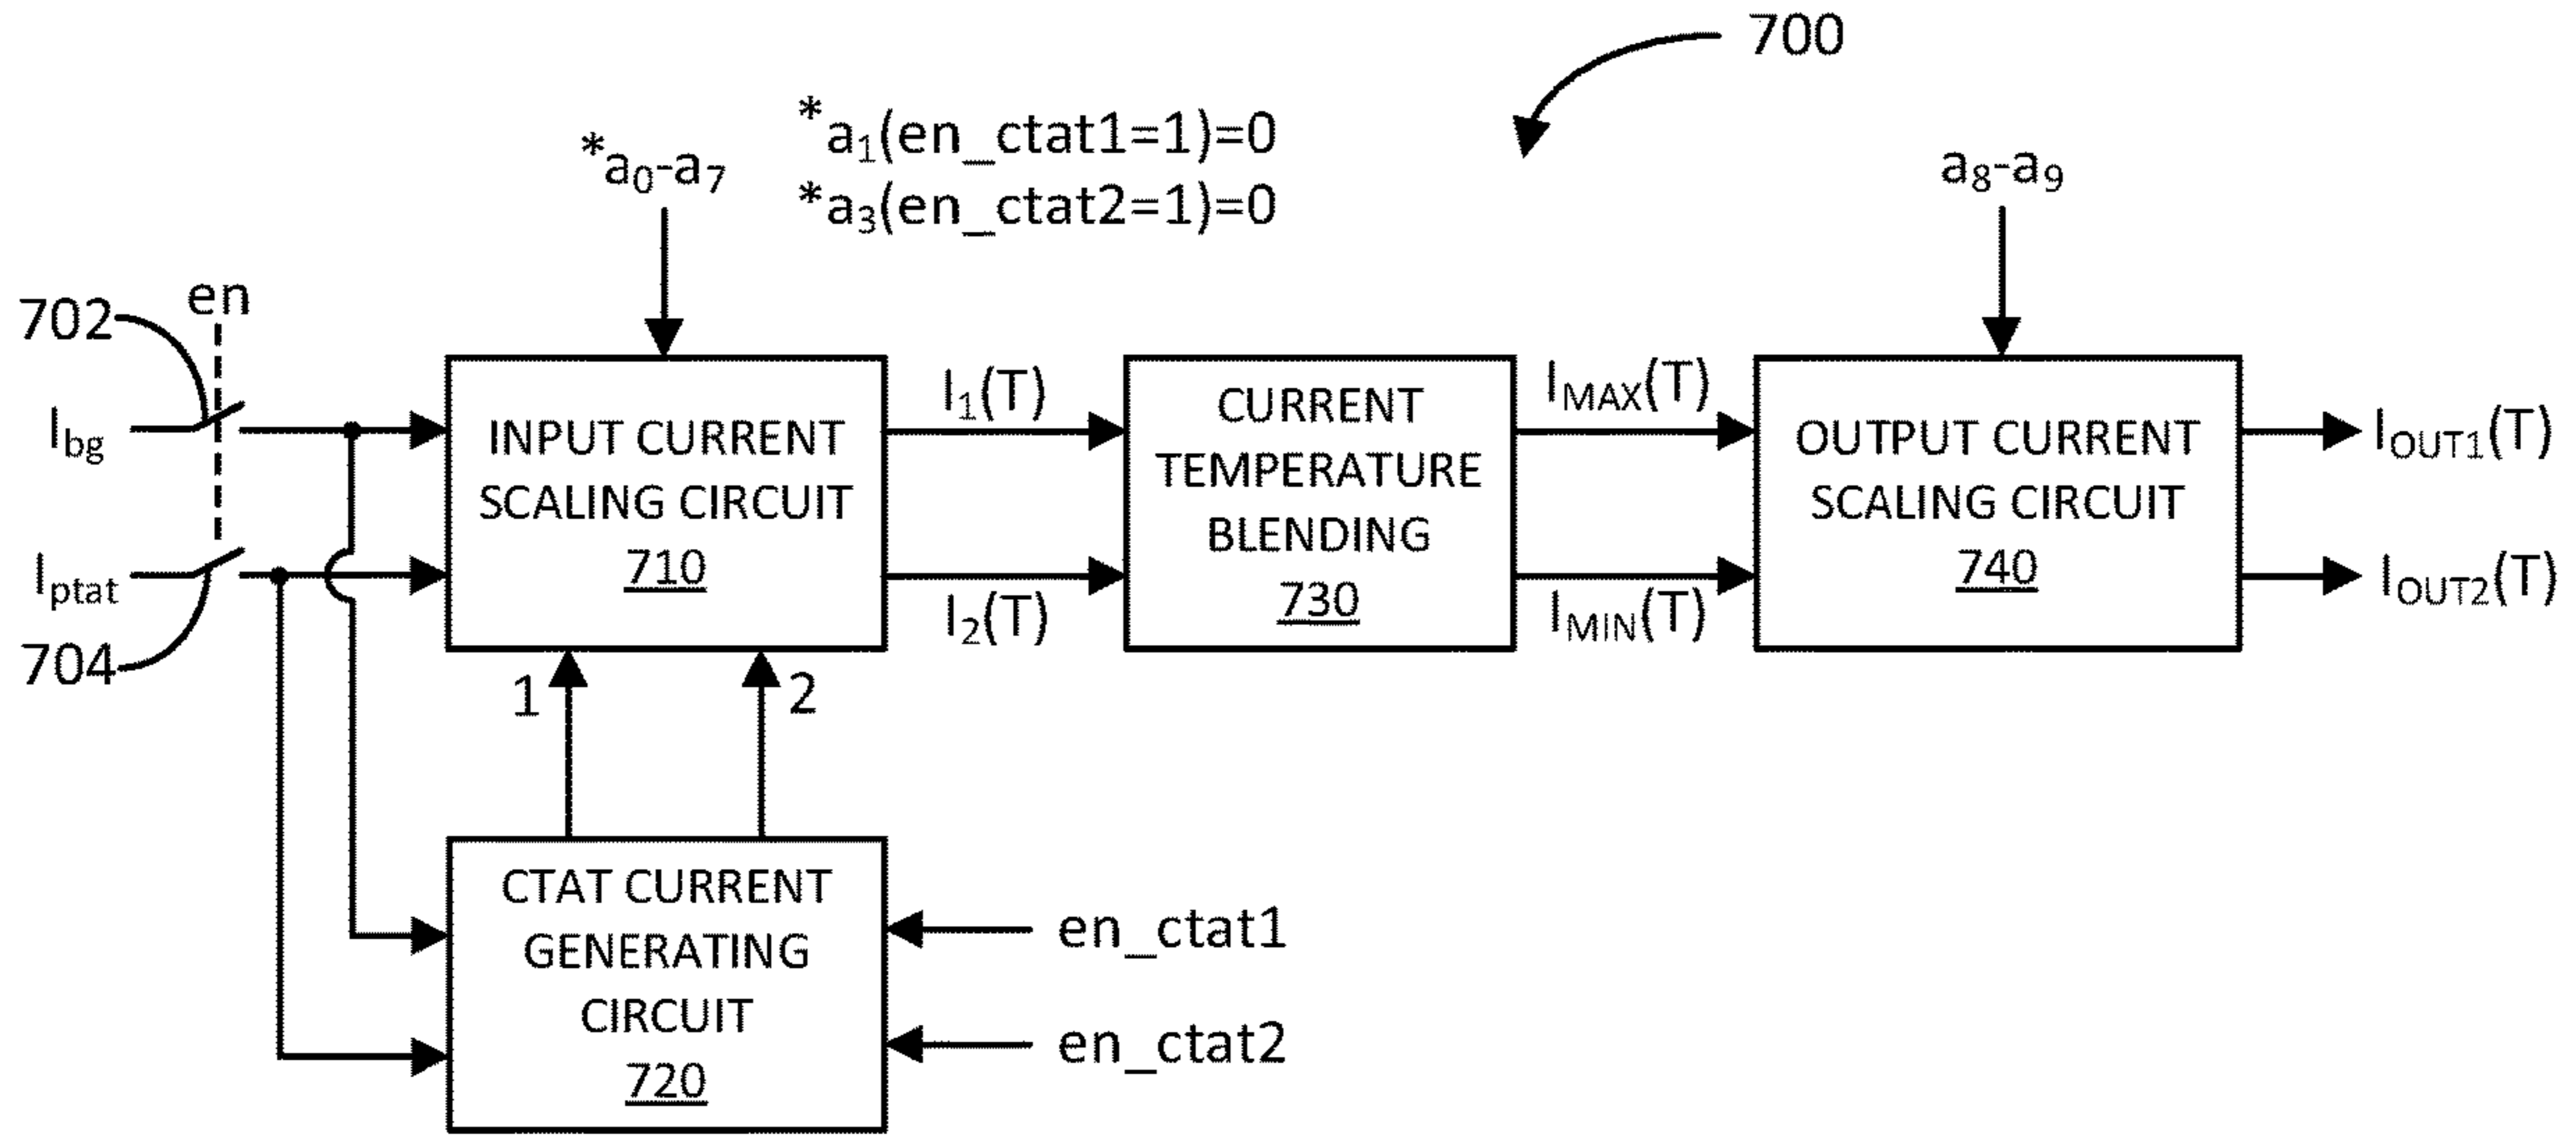 700
*a1(en_ctat1=1)=0
*a0-a7
*a3(en_ctat2=1)=0
a8-a9
en
702
Ibg
Iptat
704
INPUT CURRENT
SCALING CIRCUIT
710
I1(T)
I2(T)
CURRENT
TEMPERATURE
BLENDING
730
IMAX(T)
IMIN(T)
OUTPUT CURRENT
SCALING CIRCUIT
740
IOUT1(T)
IOUT2(T)
1
2
CTAT CURRENT
GENERATING
CIRCUIT
720
en_ctat1
en_ctat2